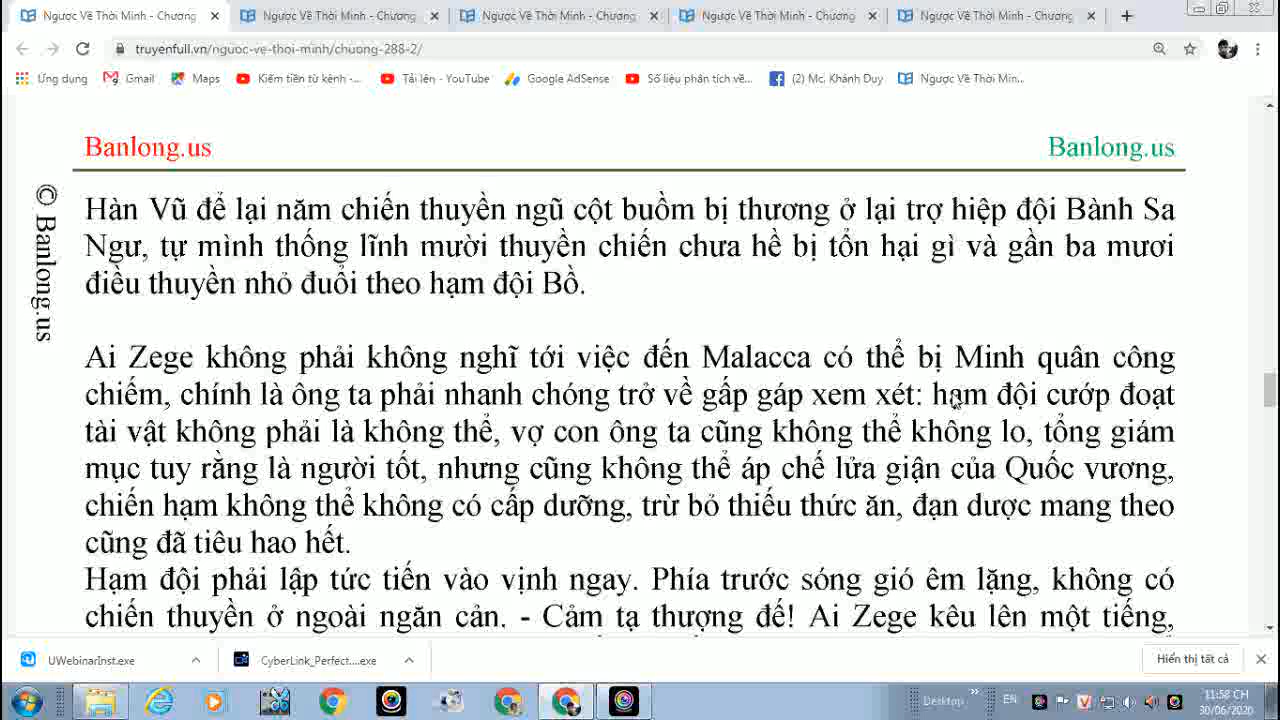 Ngược Về Thời Minh - Chương
Ngược Về Thời Minh - Chương
Ngược Về Thời Minh - Chương
Ngược Về Thời Minh - Chương
Ngược Về Thời Minh - Chương
truyenfull.vn/nguoc-ve-thoi-minh/chuong-288-2/
Ứng dụng Gmail Maps Kiếm tiền từ kênh -... Tải lên - YouTube Google AdSense Số liệu phân tích về... (2) Mc. Khánh Duy Ngược Về Thời Min...
Banlong.us Banlong.us
© Banlong.us
Hàn Vũ để lại năm chiến thuyền ngũ cột buồm bị thương ở lại trợ hiệp đội Bành Sa
Ngư, tự mình thống lĩnh mười thuyền chiến chưa hề bị tổn hại gì và gần ba mươi
điều thuyền nhỏ đuổi theo hạm đội Bồ.
Ai Zege không phải không nghĩ tới việc đến Malacca có thể bị Minh quân công
chiếm, chính là ông ta phải nhanh chóng trở về gấp gáp xem xét: hạm đội cướp đoạt
tài vật không phải là không thể, vợ con ông ta cũng không thể không lo, tổng giám
mục tuy rằng là người tốt, nhưng cũng không thể áp chế lửa giận của Quốc vương,
chiến hạm không thể không có cấp dưỡng, trừ bỏ thiếu thức ăn, đạn dược mang theo
cũng đã tiêu hao hết.
Hạm đội phải lập tức tiến vào vịnh ngay. Phía trước sóng gió êm lặng, không có
chiến thuyền ở ngoài ngăn cản. - Cảm tạ thượng đế! Ai Zege kêu lên một tiếng,
UWebinarInst.exe CyberLink_Perfect....exe Hiển thị tất cả
Desktop EN 11:58 CH
30/06/2020